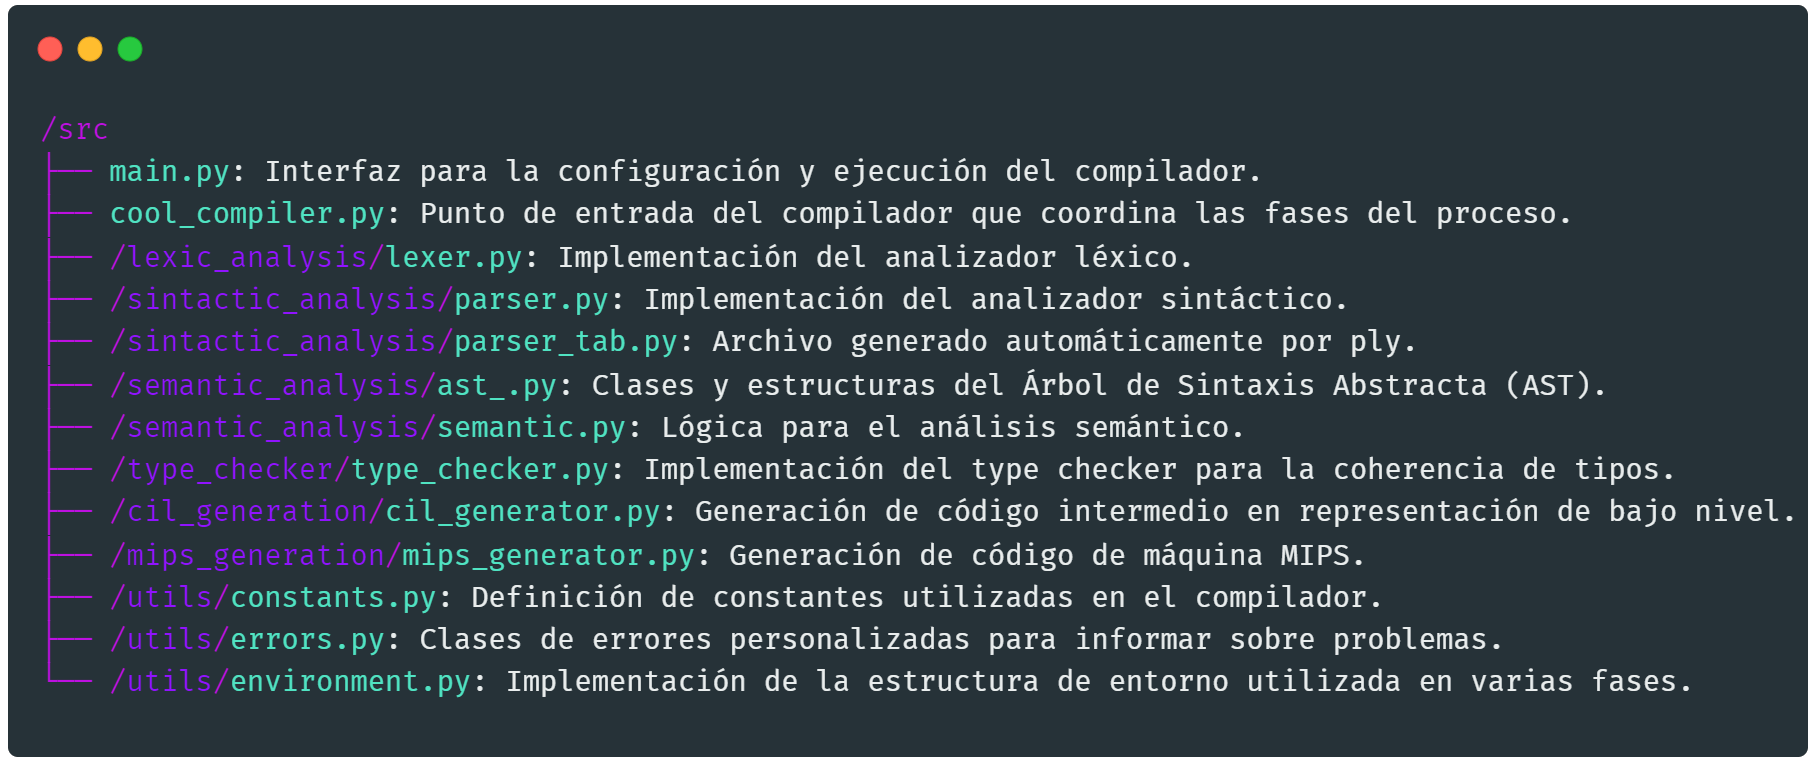 /src
├── main.py: Interfaz para la configuración y ejecución del compilador.
├── cool_compiler.py: Punto de entrada del compilador que coordina las fases del proceso.
├── /lexic_analysis/lexer.py: Implementación del analizador léxico.
├── /sintactic_analysis/parser.py: Implementación del analizador sintáctico.
├── /sintactic_analysis/parser_tab.py: Archivo generado automáticamente por ply.
├── /semantic_analysis/ast_.py: Clases y estructuras del Árbol de Sintaxis Abstracta (AST).
├── /semantic_analysis/semantic.py: Lógica para el análisis semántico.
├── /type_checker/type_checker.py: Implementación del type checker para la coherencia de tipos.
├── /cil_generation/cil_generator.py: Generación de código intermedio en representación de bajo nivel.
├── /mips_generation/mips_generator.py: Generación de código de máquina MIPS.
├── /utils/constants.py: Definición de constantes utilizadas en el compilador.
├── /utils/errors.py: Clases de errores personalizadas para informar sobre problemas.
└── /utils/environment.py: Implementación de la estructura de entorno utilizada en varias fases.